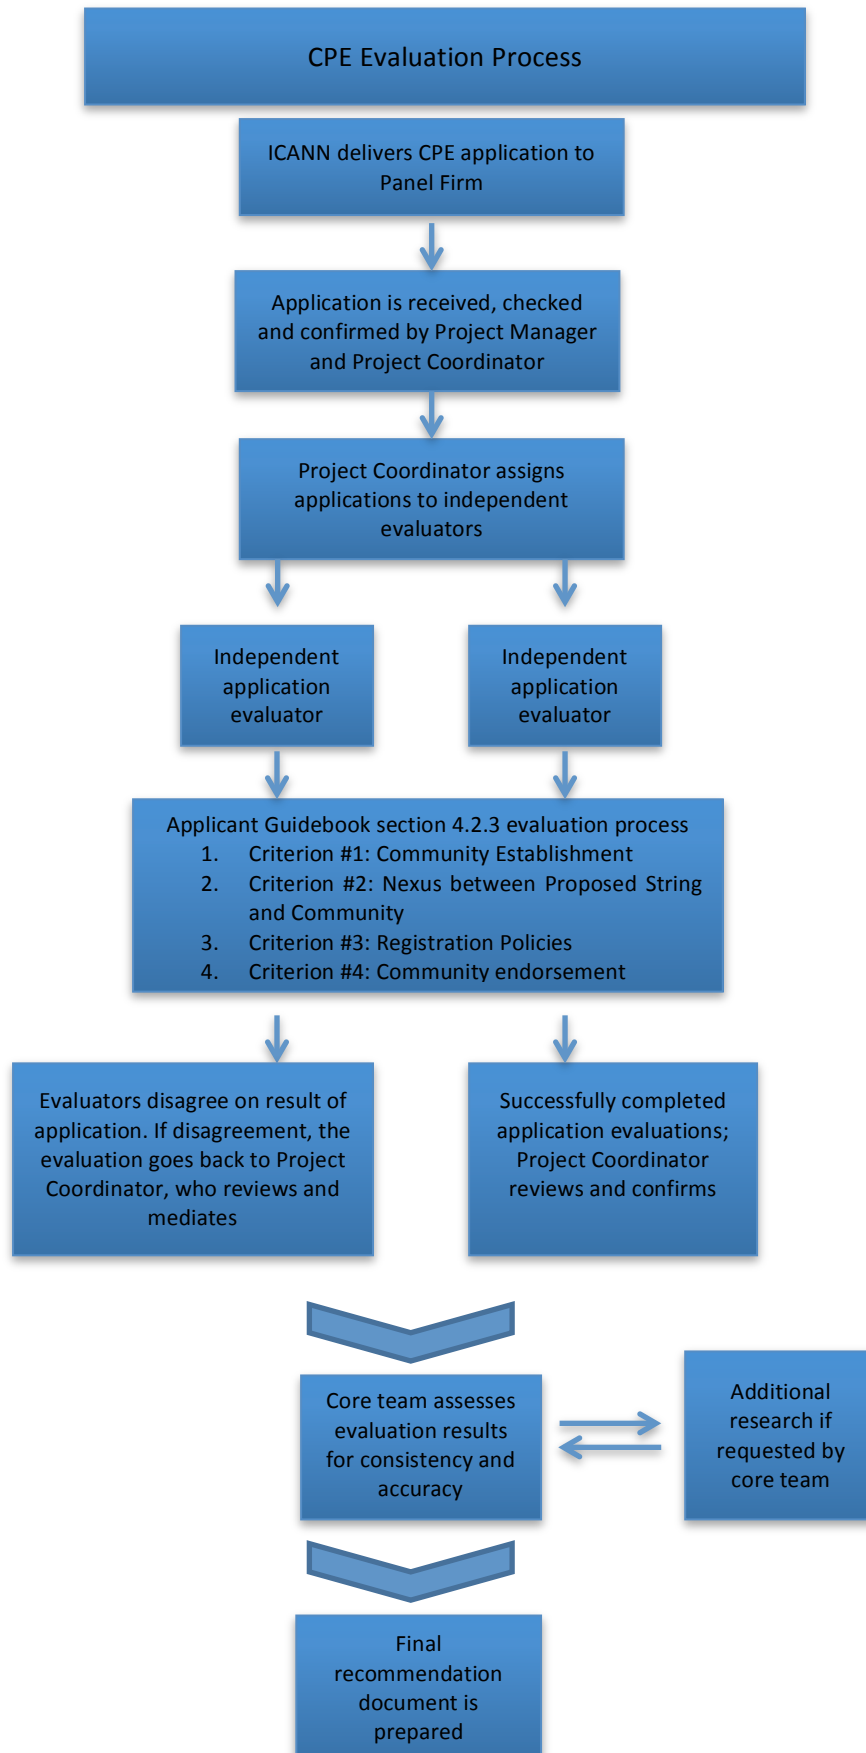 CPE Evaluation Process
ICANN delivers CPE application to
Panel Firm
Application is received, checked
and confirmed by Project Manager
and Project Coordinator
Project Coordinator assigns
applications to independent
evaluators
Independent
application
evaluator
Independent
application
evaluator
Applicant Guidebook section 4.2.3 evaluation process
1. Criterion #1: Community Establishment
2. Criterion #2: Nexus between Proposed String
and Community
3. Criterion #3: Registration Policies
4. Criterion #4: Community endorsement
Evaluators disagree on result of
application. If disagreement, the
evaluation goes back to Project
Coordinator, who reviews and
mediates
Successfully completed
application evaluations;
Project Coordinator
reviews and confirms
Core team assesses
evaluation results
for consistency and
accuracy
Additional
research if
requested by
core team
Final
recommendation
document is
prepared